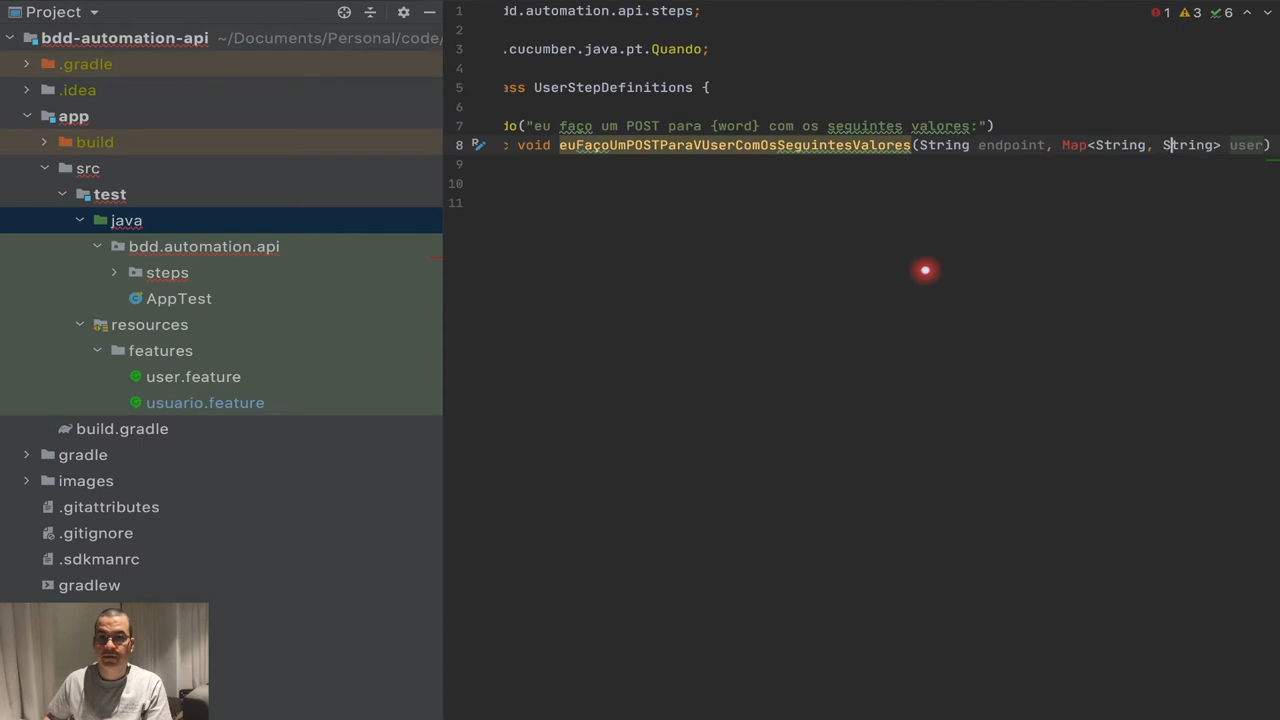 Project
bdd-automation-api ~/Documents/Personal/code/
.gradle
.idea
app
build
src
test
java
bdd.automation.api
steps
AppTest
resources
features
user.feature
usuario.feature
build.gradle
gradle
images
.gitattributes
.gitignore
.sdkmanrc
gradlew
1 dd.automation.api.steps; 1 3 6
2
3 .cucumber.java.pt.Quando;
4
5 ass UserStepDefinitions {
6
7 do("eu faço um POST para {word} com os seguintes valores:")
8 c void euFaçoUmPOSTParaVUserComOsSeguintesValores(String endpoint, Map<String, String> user)
9
10
11